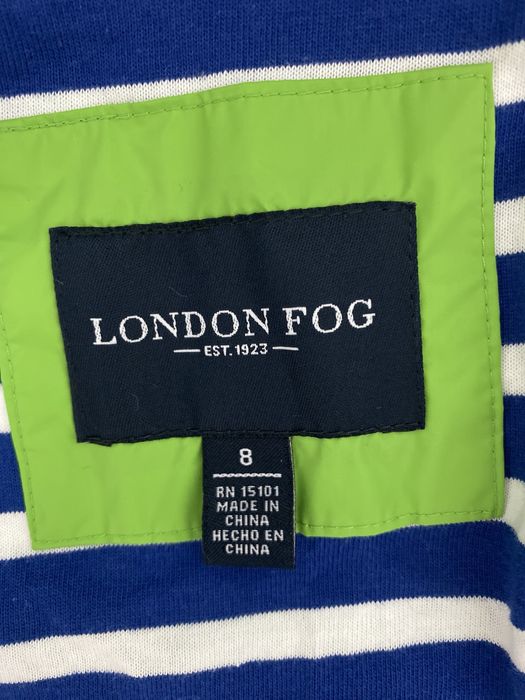 LONDON FOG
EST. 1923
8
RN 15101
MADE IN
CHINA
HECHO EN
CHINA